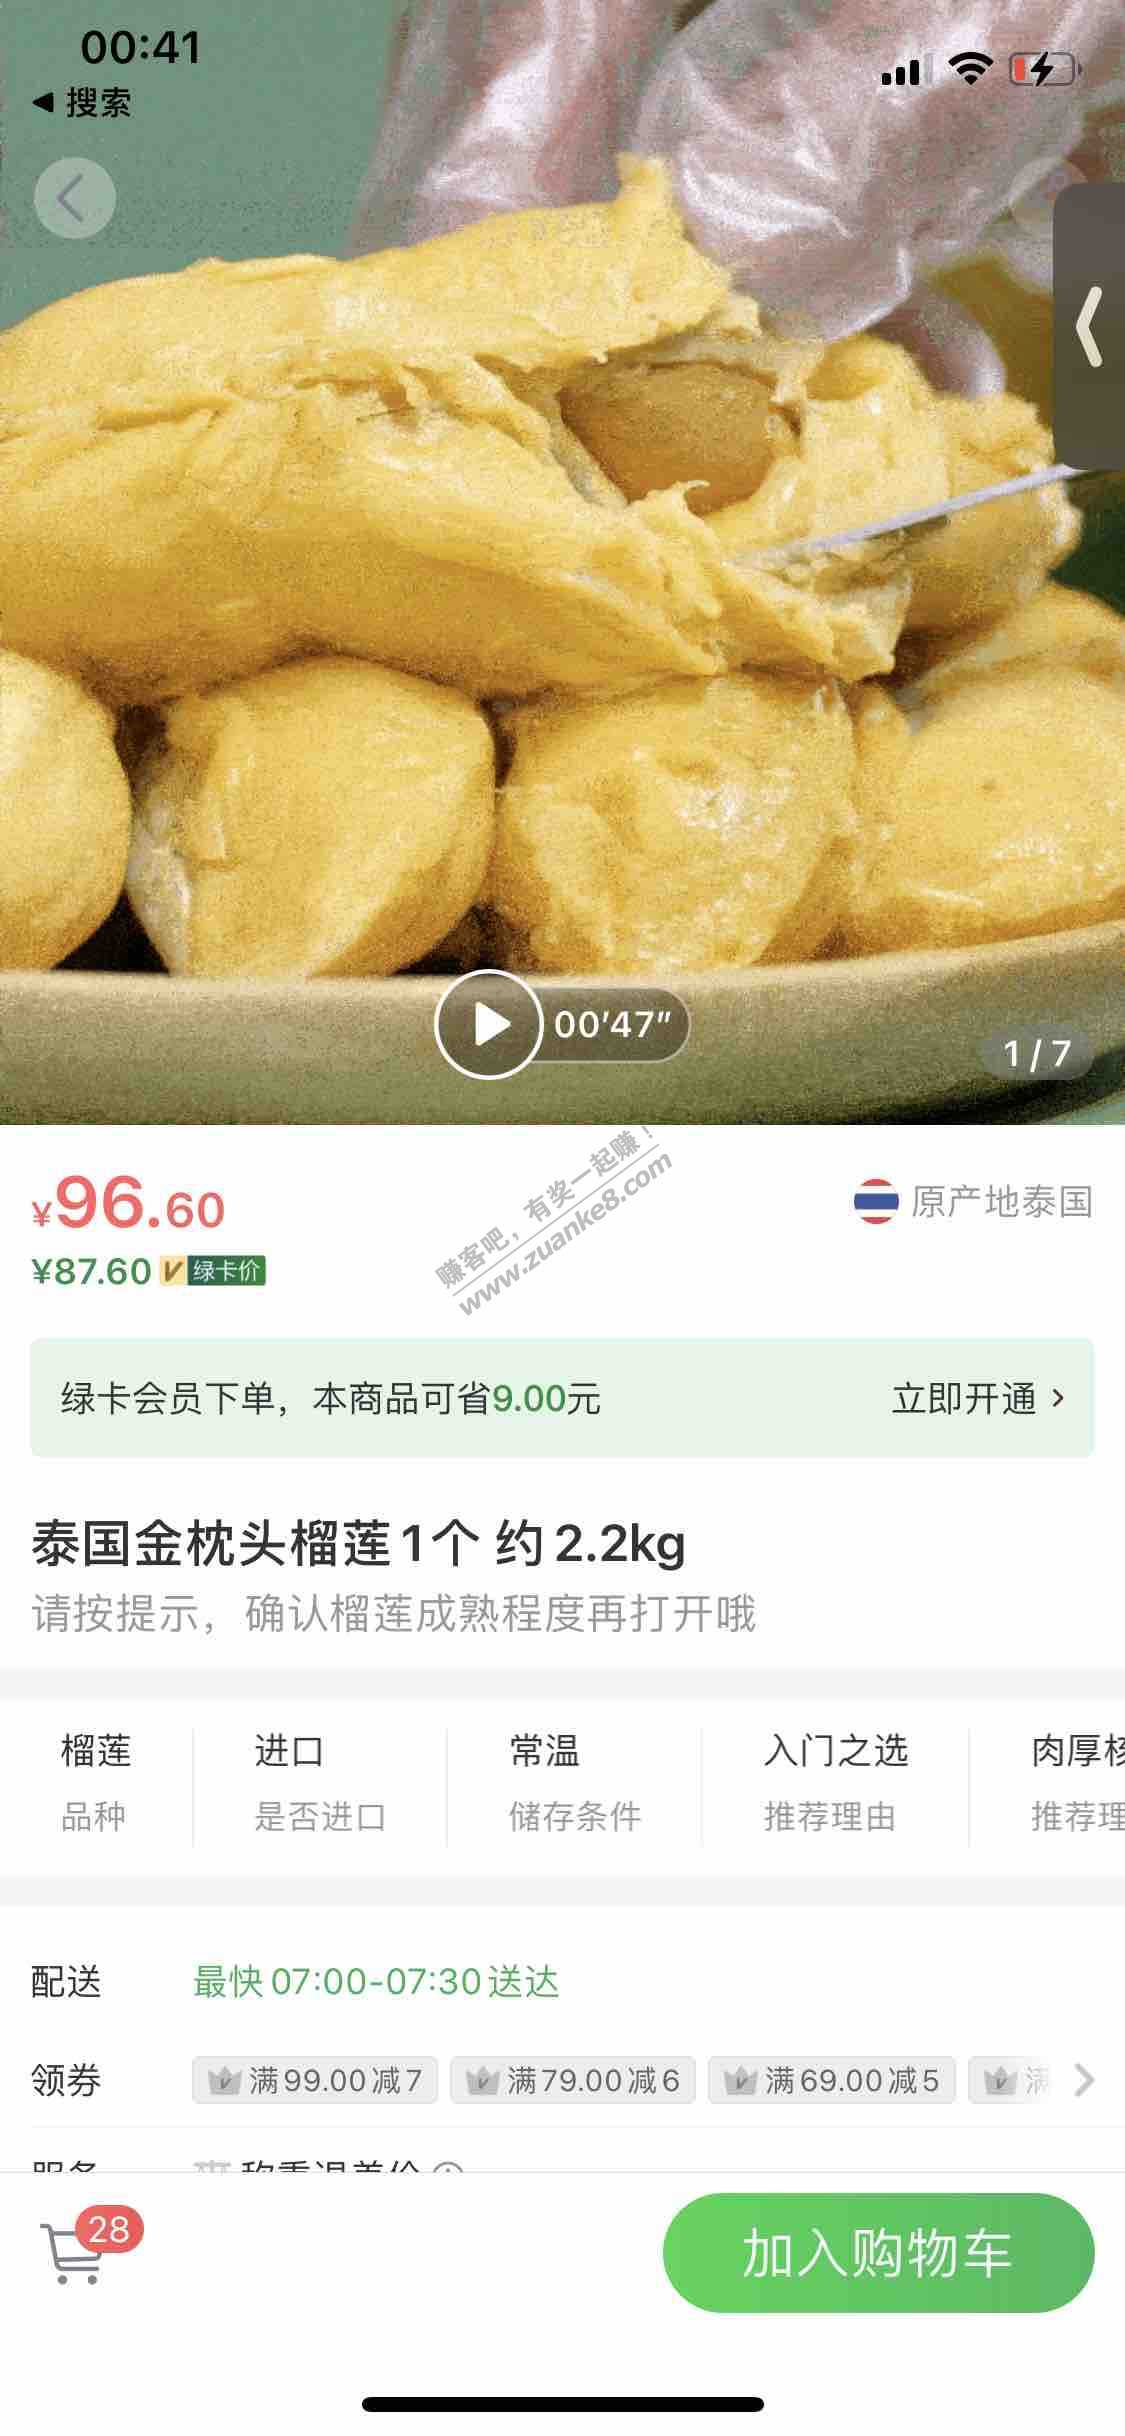 00:41
◀ 搜索
00'47"
1 / 7
赚客吧，有奖一起赚！
www.zuanke8.com
¥96.60
原产地泰国
¥87.60 绿卡价
绿卡会员下单，本商品可省9.00元 立即开通 >
泰国金枕头榴莲1个 约2.2kg
请按提示，确认榴莲成熟程度再打开哦
榴莲 进口 常温 入门之选 肉厚核
品种 是否进口 储存条件 推荐理由 推荐理
配送 最快07:00-07:30送达
领券 满99.00减7 满79.00减6 满69.00减5 满
服务 称重退差价
28
加入购物车